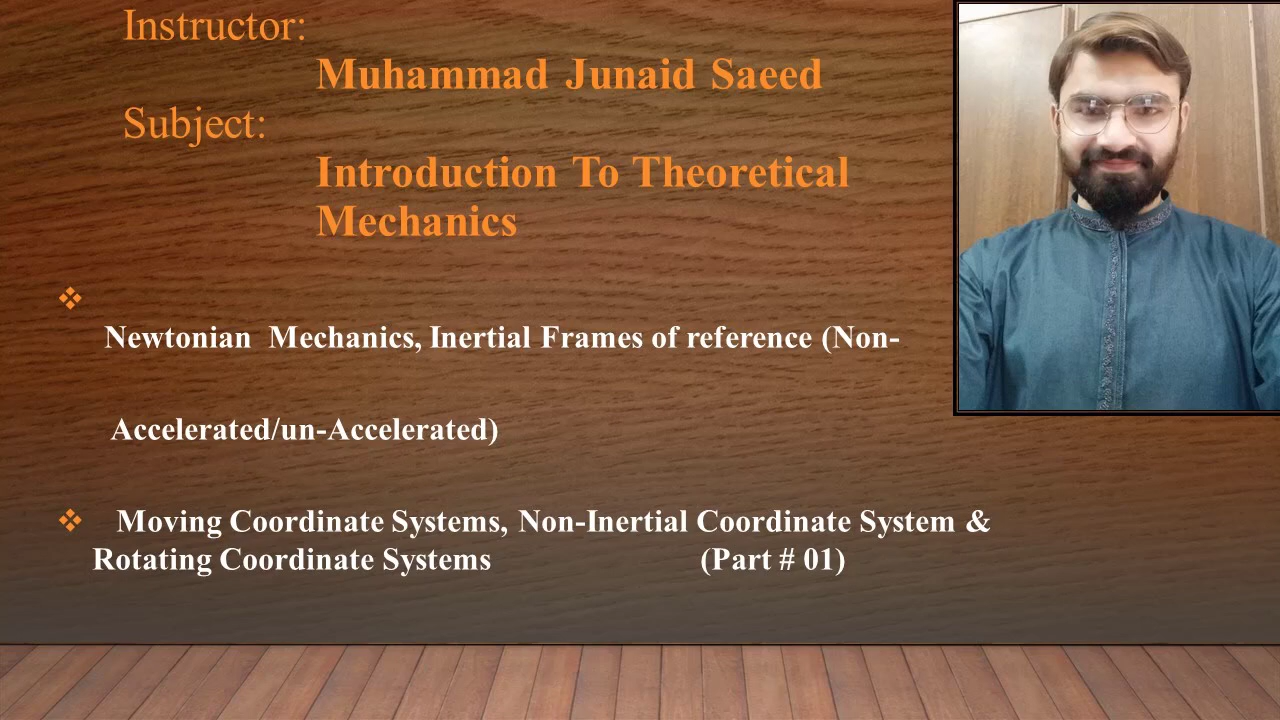 Instructor:
Muhammad Junaid Saeed
Subject:
Introduction To Theoretical
Mechanics
❖
Newtonian Mechanics, Inertial Frames of reference (Non-
Accelerated/un-Accelerated)
❖ Moving Coordinate Systems, Non-Inertial Coordinate System &
Rotating Coordinate Systems (Part # 01)